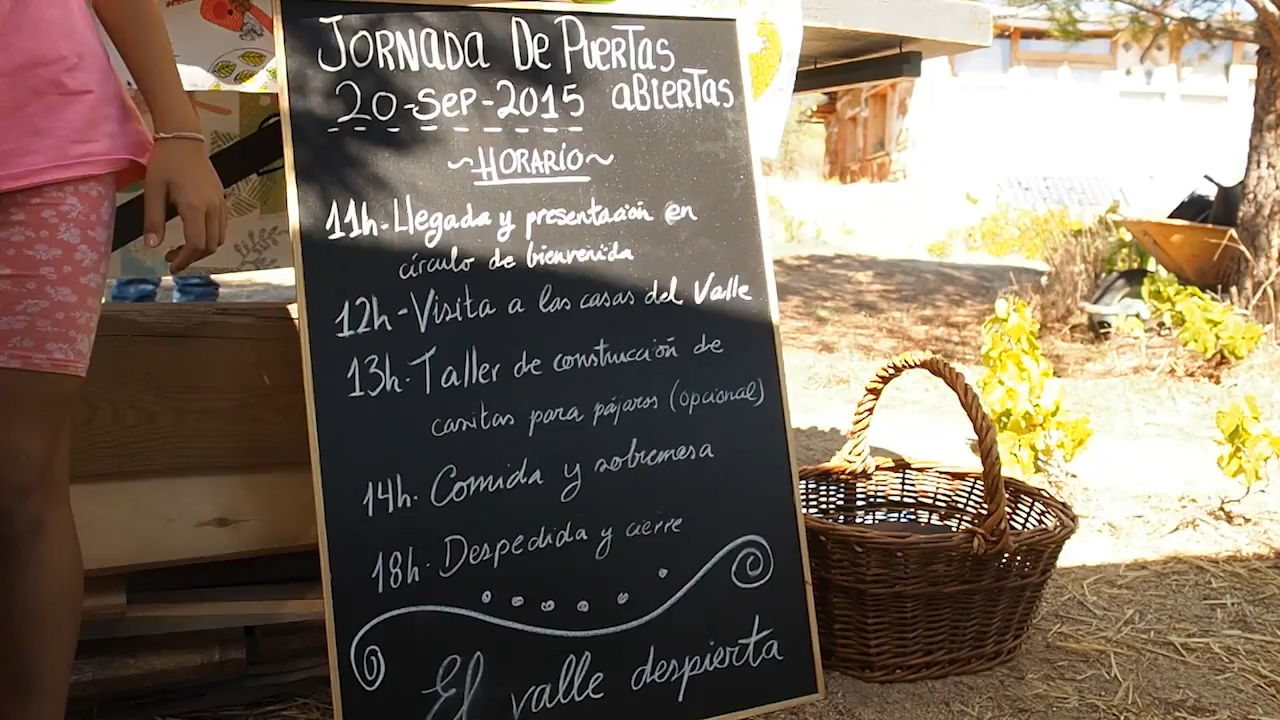 JORNADA DE PUERTAS
20-SEP-2015 ABIERTAS
~HORARIO~
11h-Llegada y presentación en
círculo de bienvenida
12h-Visita a las casas del Valle
13h-Taller de construcción de
casitas para pájaros (opcional)
14h-Comida y sobremesa
18h-Despedida y cierre
El valle despierta